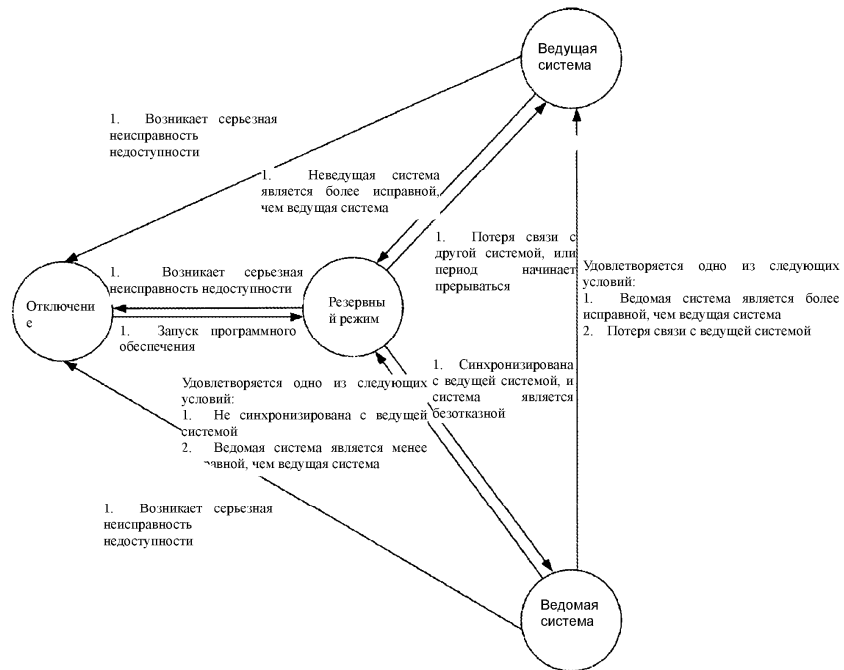 Ведущая
система
1. Возникает серьезная
неисправность
недоступности
1. Неведущая система
является более исправной,
чем ведущая система
1. Потеря связи с
другой системой, или
период начинает
прерываться
Удовлетворяется одно из следующих
условий:
1. Ведомая система является более
исправной, чем ведущая система
2. Потеря связи с ведущей системой
1. Возникает серьезная
неисправность недоступности
Отключени
е
Резервны
й режим
1. Запуск программного
обеспечения
1. Синхронизирована
с ведущей системой, и
система является
безотказной
Удовлетворяется одно из следующих
условий:
1. Не синхронизирована с ведущей
системой
2. Ведомая система является менее
равной, чем ведущая система
1. Возникает серьезная
неисправность
недоступности
Ведомая
система